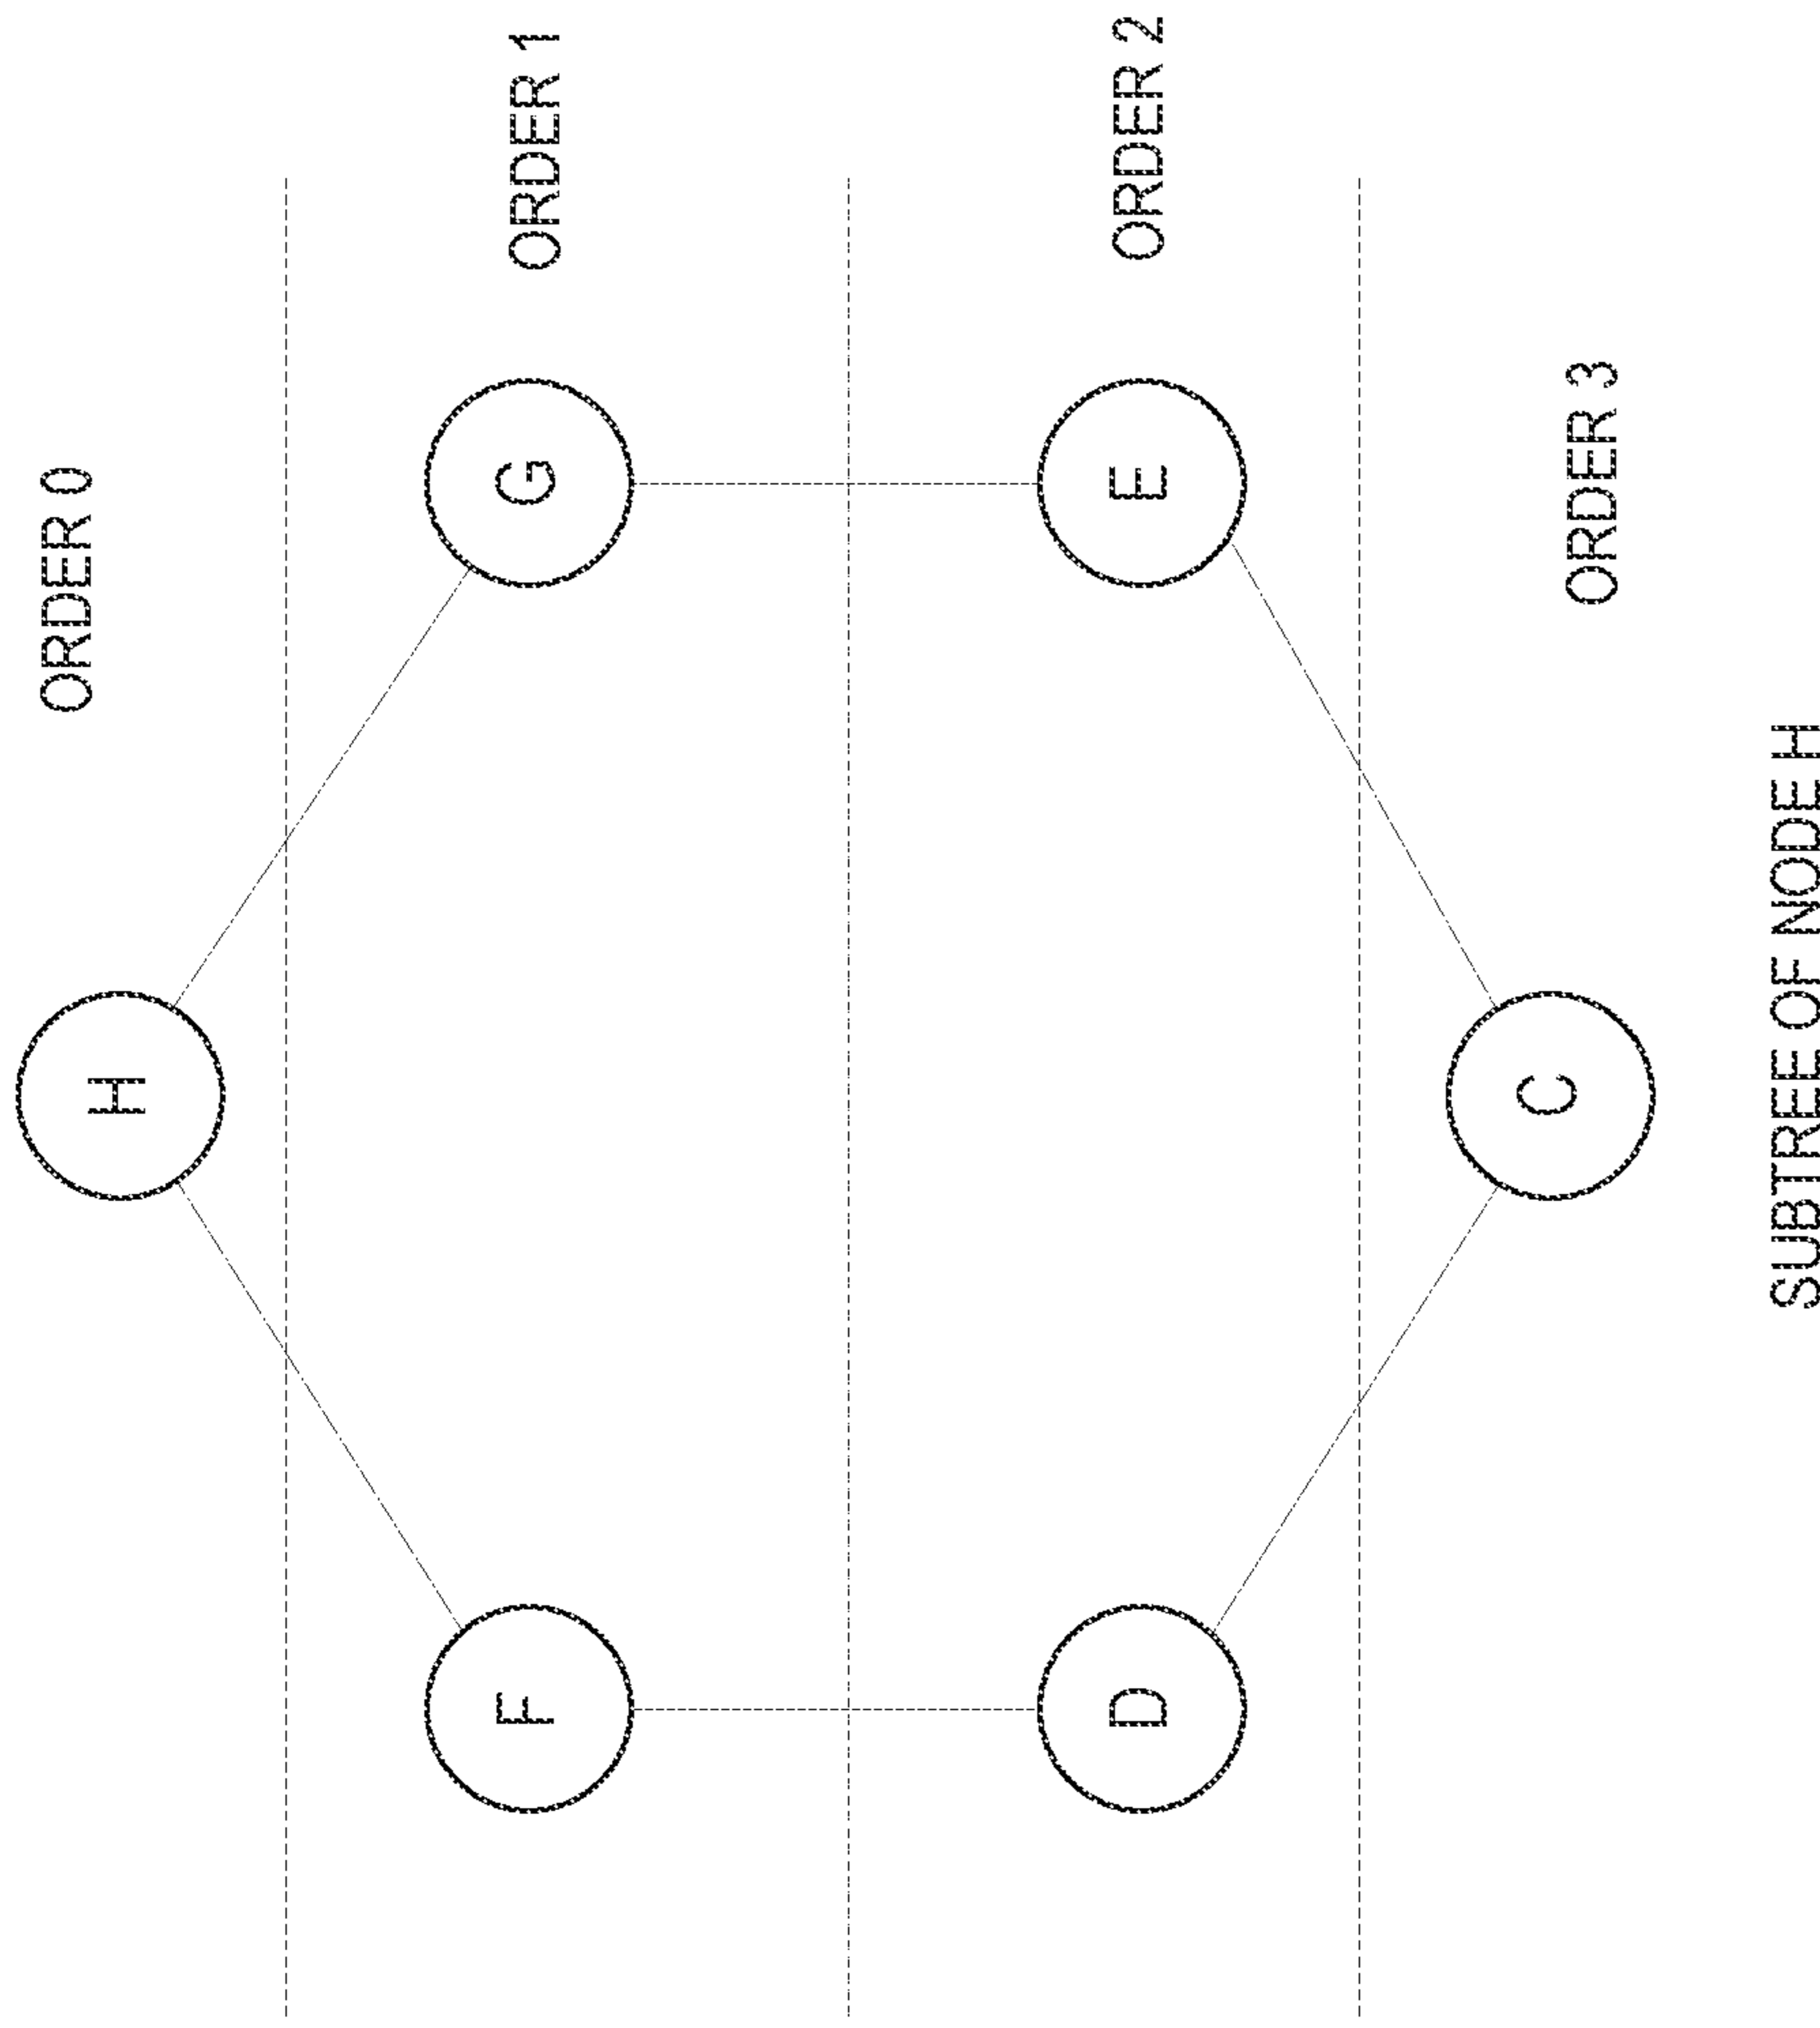 ORDER 0
H
ORDER 1
F
G
ORDER 2
D
E
ORDER 3
C
SUBTREE OF NODE H